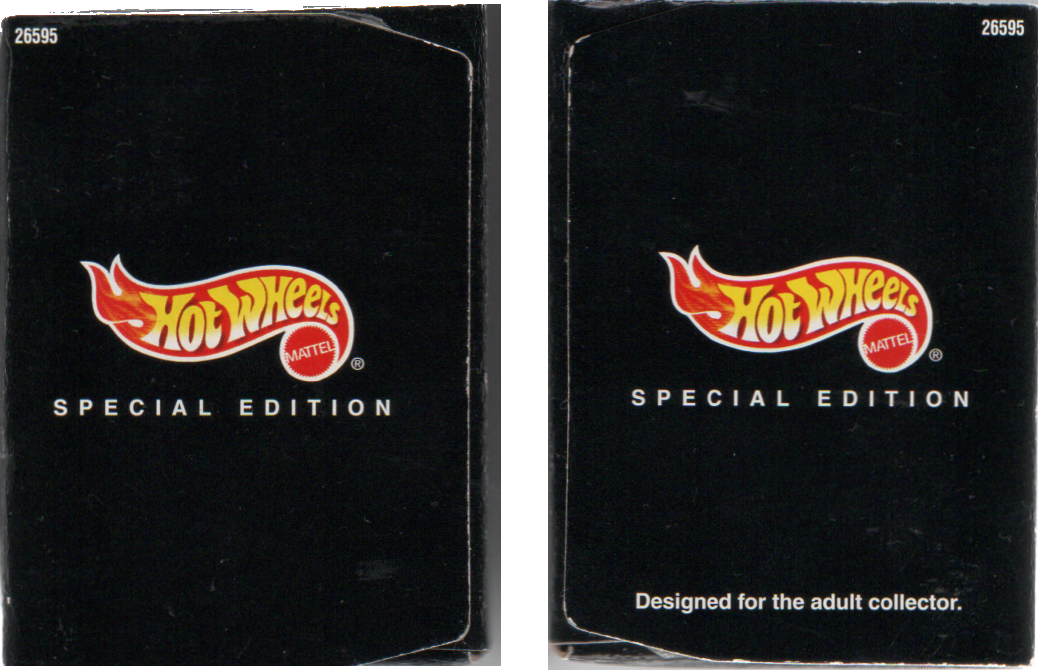 26595
HOT WHEELS
MATTEL
®
SPECIAL EDITION
26595
HOT WHEELS
MATTEL
®
SPECIAL EDITION
Designed for the adult collector.